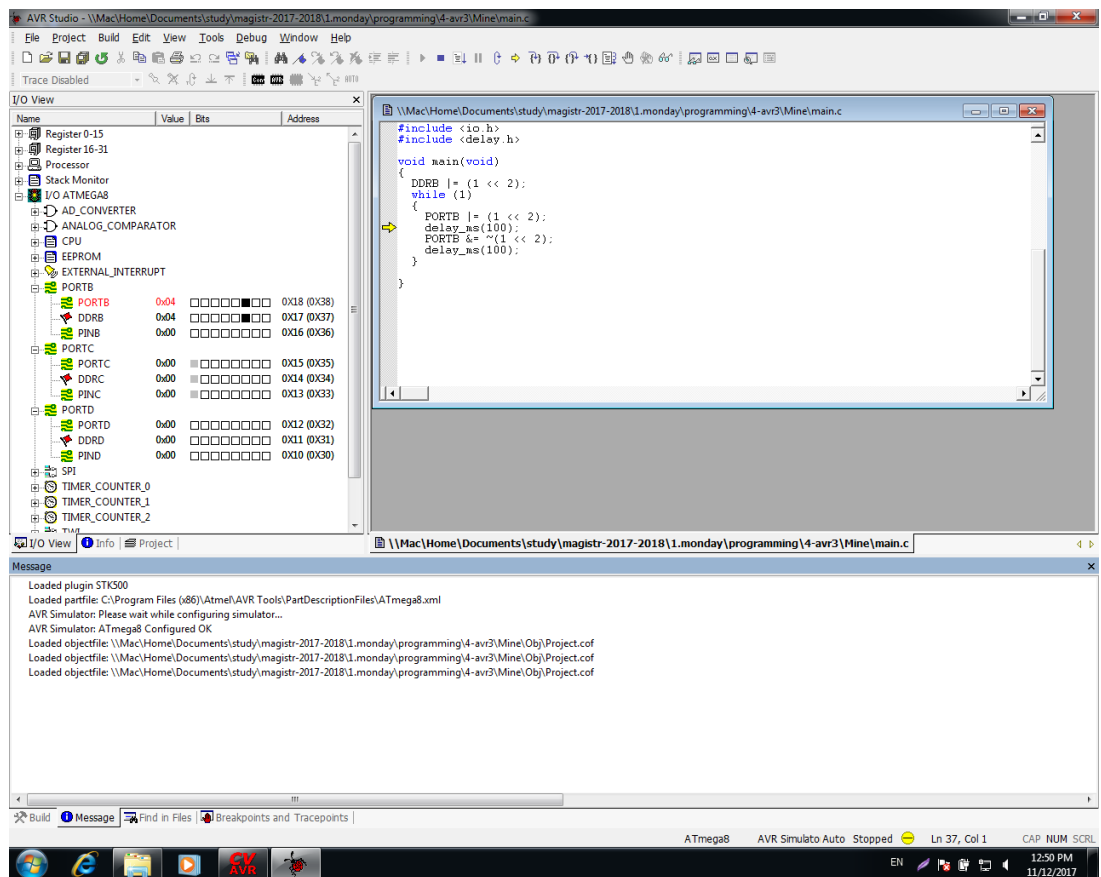 AVR Studio - \\Mac\Home\Documents\study\magistr-2017-2018\1.monday\programming\4-avr3\Mine\main.c
File Project Build Edit View Tools Debug Window Help
Trace Disabled
I/O View
Name Value Bits Address
Register 0-15
Register 16-31
Processor
Stack Monitor
I/O ATMEGA8
AD_CONVERTER
ANALOG_COMPARATOR
CPU
EEPROM
EXTERNAL_INTERRUPT
PORTB
PORTB 0x04 0X18 (0X38)
DDRB 0x04 0X17 (0X37)
PINB 0x00 0X16 (0X36)
PORTC
PORTC 0x00 0X15 (0X35)
DDRC 0x00 0X14 (0X34)
PINC 0x00 0X13 (0X33)
PORTD
PORTD 0x00 0X12 (0X32)
DDRD 0x00 0X11 (0X31)
PIND 0x00 0X10 (0X30)
SPI
TIMER_COUNTER_0
TIMER_COUNTER_1
TIMER_COUNTER_2
TWI
I/O View Info Project
\\Mac\Home\Documents\study\magistr-2017-2018\1.monday\programming\4-avr3\Mine\main.c
#include <io.h>
#include <delay.h>
void main(void)
{
DDRB |= (1 << 2);
while (1)
{
PORTB |= (1 << 2);
delay_ms(100);
PORTB &= ~(1 << 2);
delay_ms(100);
}
}
\\Mac\Home\Documents\study\magistr-2017-2018\1.monday\programming\4-avr3\Mine\main.c
Message
Loaded plugin STK500
Loaded partfile: C:\Program Files (x86)\Atmel\AVR Tools\PartDescriptionFiles\ATmega8.xml
AVR Simulator: Please wait while configuring simulator...
AVR Simulator: ATmega8 Configured OK
Loaded objectfile: \\Mac\Home\Documents\study\magistr-2017-2018\1.monday\programming\4-avr3\Mine\Obj\Project.cof
Loaded objectfile: \\Mac\Home\Documents\study\magistr-2017-2018\1.monday\programming\4-avr3\Mine\Obj\Project.cof
Loaded objectfile: \\Mac\Home\Documents\study\magistr-2017-2018\1.monday\programming\4-avr3\Mine\Obj\Project.cof
Build Message Find in Files Breakpoints and Tracepoints
ATmega8 AVR Simulato Auto Stopped Ln 37, Col 1 CAP NUM SCRL
CV AVR
EN
12:50 PM
11/12/2017